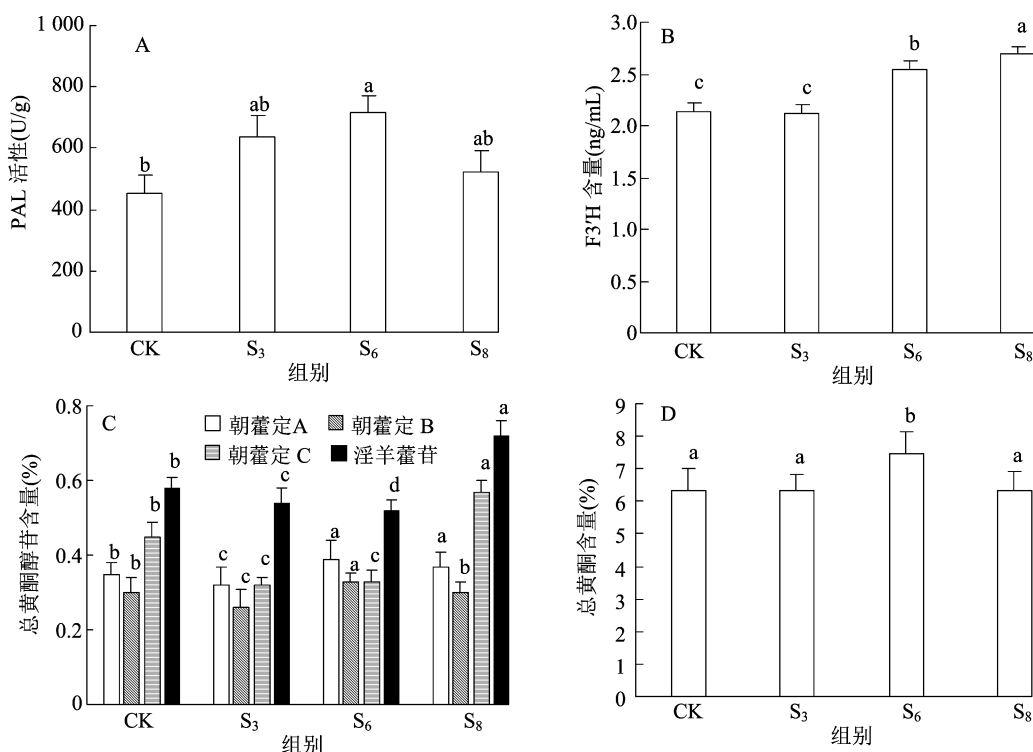 A
PAL 活性(U/g)
1 000
800
600
400
200
0
b
ab
a
ab
CK
S₃
S₆
S₈
组别
B
F3′H 含量(ng/mL)
3.0
2.5
2.0
1.5
1.0
0.5
0
c
c
b
a
CK
S₃
S₆
S₈
组别
C
总黄酮醇苷含量(%)
0.8
0.6
0.4
0.2
0
朝藿定A
朝藿定 B
朝藿定 C
淫羊藿苷
b
b
b
b
c
c
c
c
a
a
c
d
a
b
a
a
CK
S₃
S₆
S₈
组别
D
总黄酮含量(%)
9
8
7
6
5
4
3
2
1
0
a
a
b
a
CK
S₃
S₆
S₈
组别